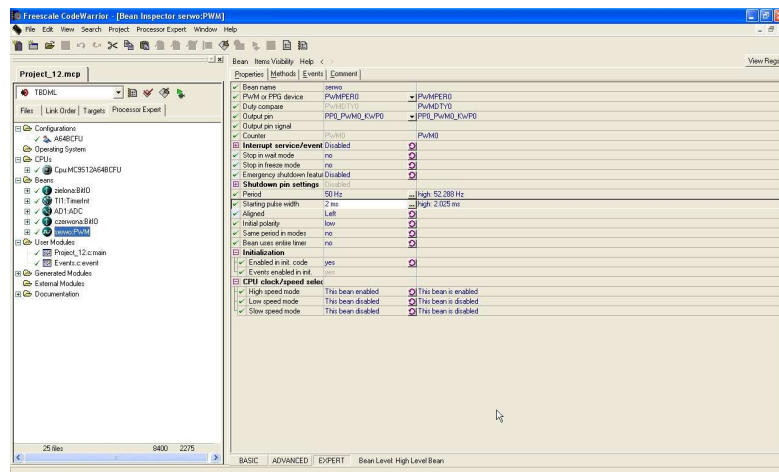 Freescale CodeWarrior - [Bean Inspector serwo:PWM]
File Edit View Search Project Processor Expert Window Help
Bean Items Visibility Help < >
View Regs
Project_12.mcp
Properties Methods Events Comment
TBDML
Files Link Order Targets Processor Expert
Configurations
A64BCFU
Operating System
CPUs
Cpu:MC9S12A64BCFU
Beans
zielona:BitIO
TI1:TimerInt
AD1:ADC
czerwona:BitIO
serwo:PWM
User Modules
Project_12.c:main
Events.c:event
Generated Modules
External Modules
Documentation
25 files 8400 2275
Bean name serwo
PWM or PPG device PWMPER0 PWMPER0
Duty compare PWMDTY0 PWMDTY0
Output pin PP0_PWM0_KWP0 PP0_PWM0_KWP0
Output pin signal
Counter PWM0 PWM0
Interrupt service/event Disabled
Stop in wait mode no
Stop in freeze mode no
Emergency shutdown featur Disabled
Shutdown pin settings Disabled
Period 50 Hz ... high: 52.288 Hz
Starting pulse width 2 ms ... high: 2.025 ms
Aligned Left
Initial polarity low
Same period in modes no
Bean uses entire timer no
Initialization
Enabled in init. code yes
Events enabled in init. yes
CPU clock/speed selec
High speed mode This bean enabled This bean is enabled
Low speed mode This bean disabled This bean is disabled
Slow speed mode This bean disabled This bean is disabled
BASIC ADVANCED EXPERT Bean Level: High Level Bean